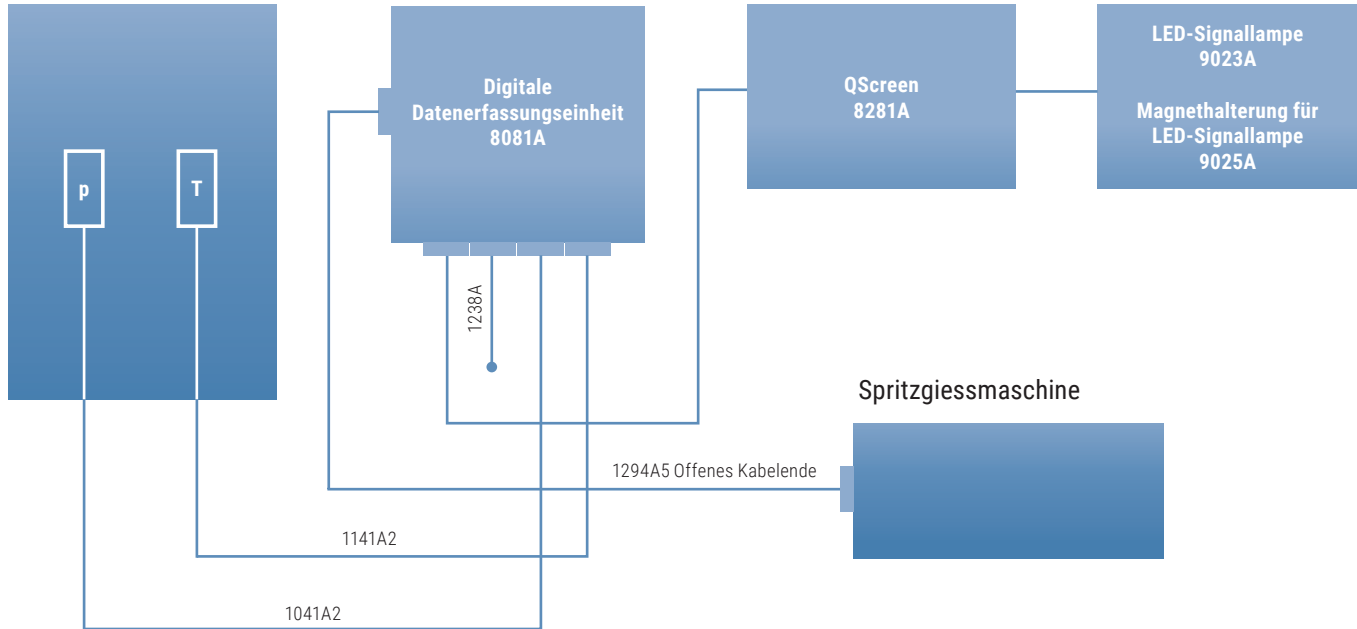 Digitale
Datenerfassungseinheit
8081A
QScreen
8281A
LED-Signallampe
9023A
Magnethalterung für
LED-Signallampe
9025A
p
T
1238A
Spritzgiessmaschine
1294A5 Offenes Kabelende
1141A2
1041A2